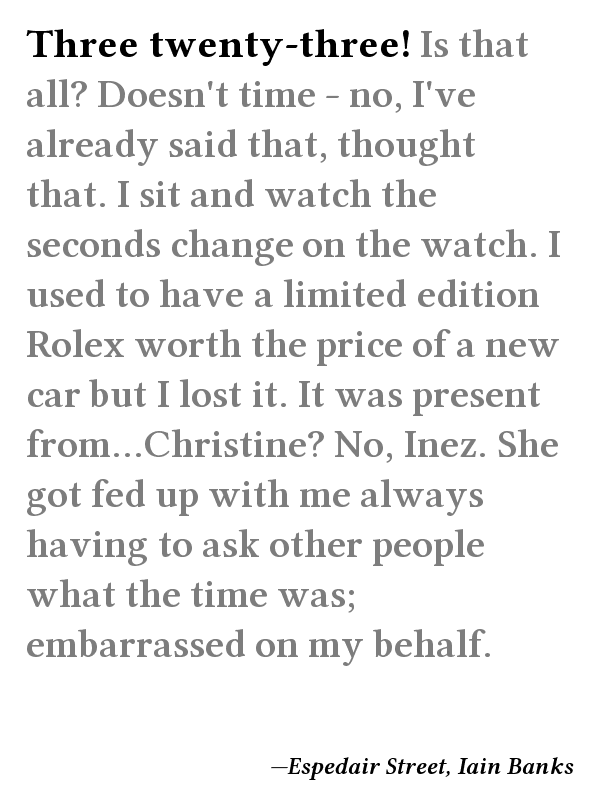 Three twenty-three! Is that
all? Doesn't time - no, I've
already said that, thought
that. I sit and watch the
seconds change on the watch. I
used to have a limited edition
Rolex worth the price of a new
car but I lost it. It was present
from...Christine? No, Inez. She
got fed up with me always
having to ask other people
what the time was;
embarrassed on my behalf.
—Espedair Street, Iain Banks